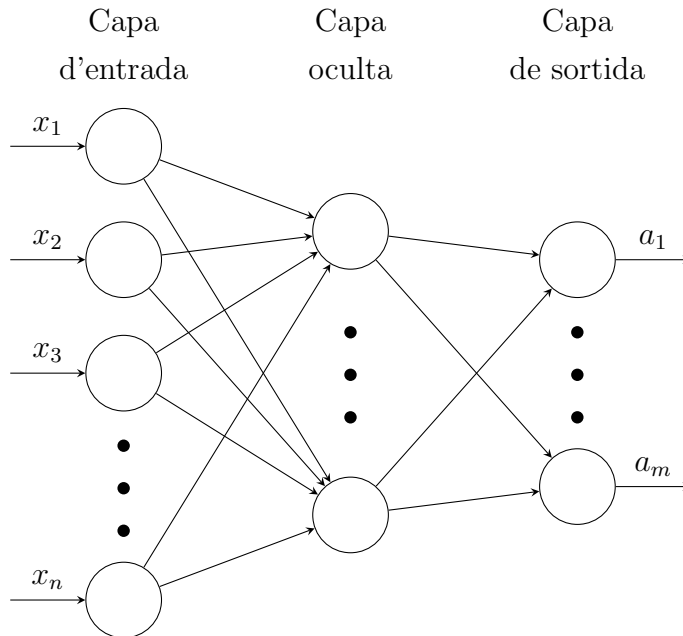 Capa
d'entrada
Capa
oculta
Capa
de sortida
x₁
x₂
x₃
xₙ
a₁
aₘ